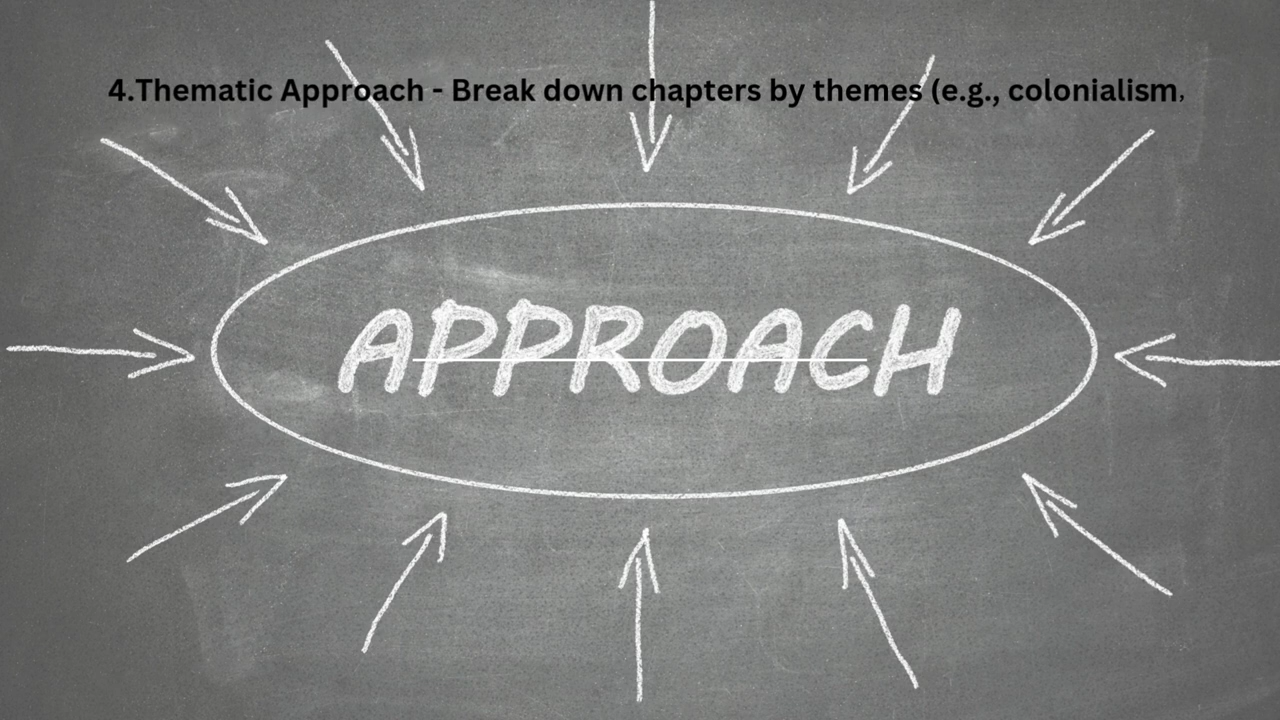 4.Thematic Approach - Break down chapters by themes (e.g., colonialism,
APPROACH